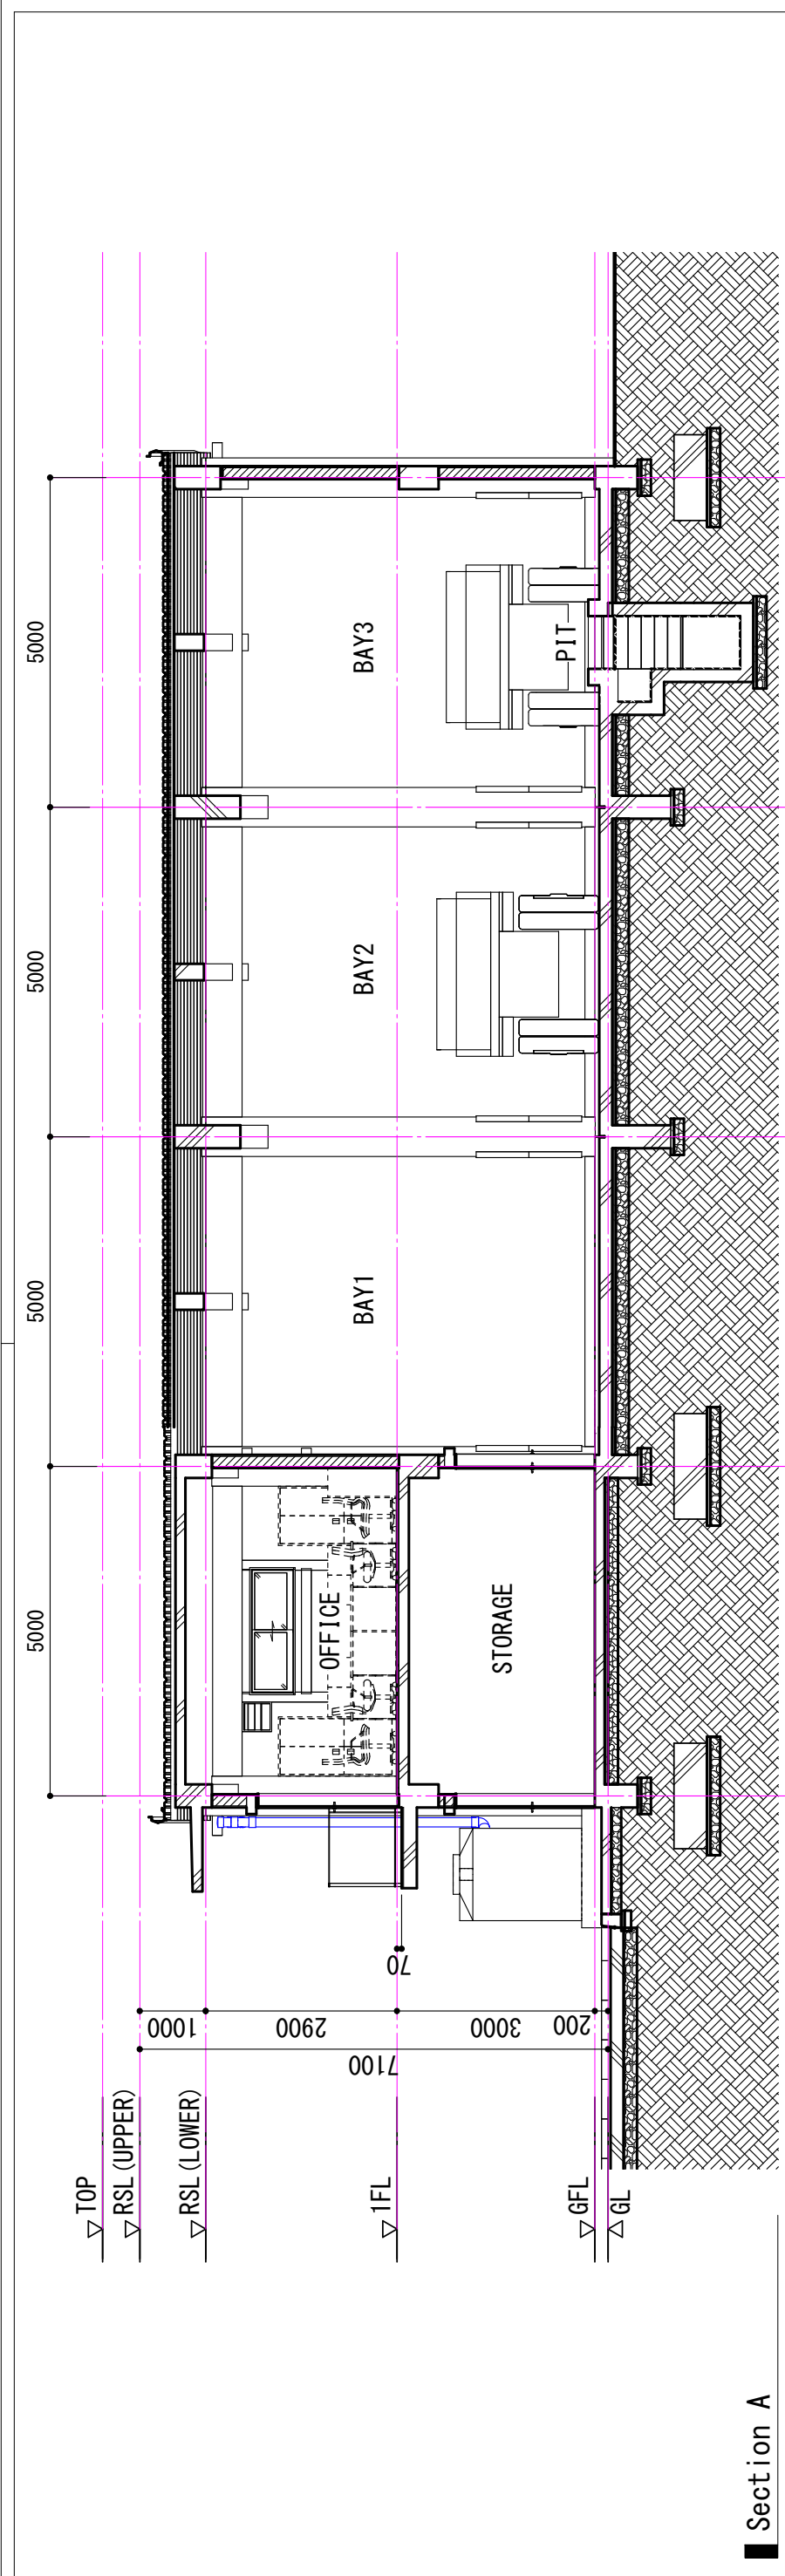 5000
5000
5000
5000
TOP
RSL(UPPER)
RSL(LOWER)
1FL
GFL
GL
1000
2900
3000
200
7100
70
OFFICE
STORAGE
BAY1
BAY2
BAY3
PIT
Section A